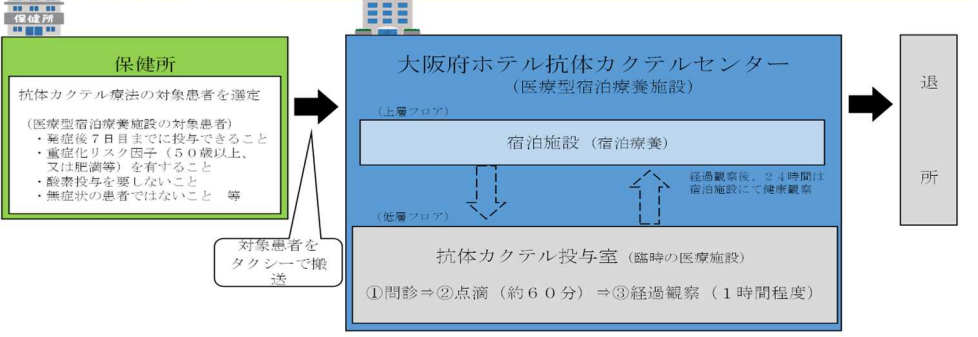 保健所
保健所
抗体カクテル療法の対象患者を選定
（医療型宿泊療養施設の対象患者）
・発症後７日目までに投与できること
・重症化リスク因子（５０歳以上、
又は肥満等）を有すること
・酸素投与を要しないこと
・無症状の患者ではないこと　等
対象患者を
タクシーで搬
送
大阪府ホテル抗体カクテルセンター
（医療型宿泊療養施設）
（上層フロア）
宿泊施設（宿泊療養）
経過観察後、２４時間は
宿泊施設にて健康観察
（低層フロア）
抗体カクテル投与室（臨時の医療施設）
①問診⇒②点滴（約６０分）⇒③経過観察（１時間程度）
退
所